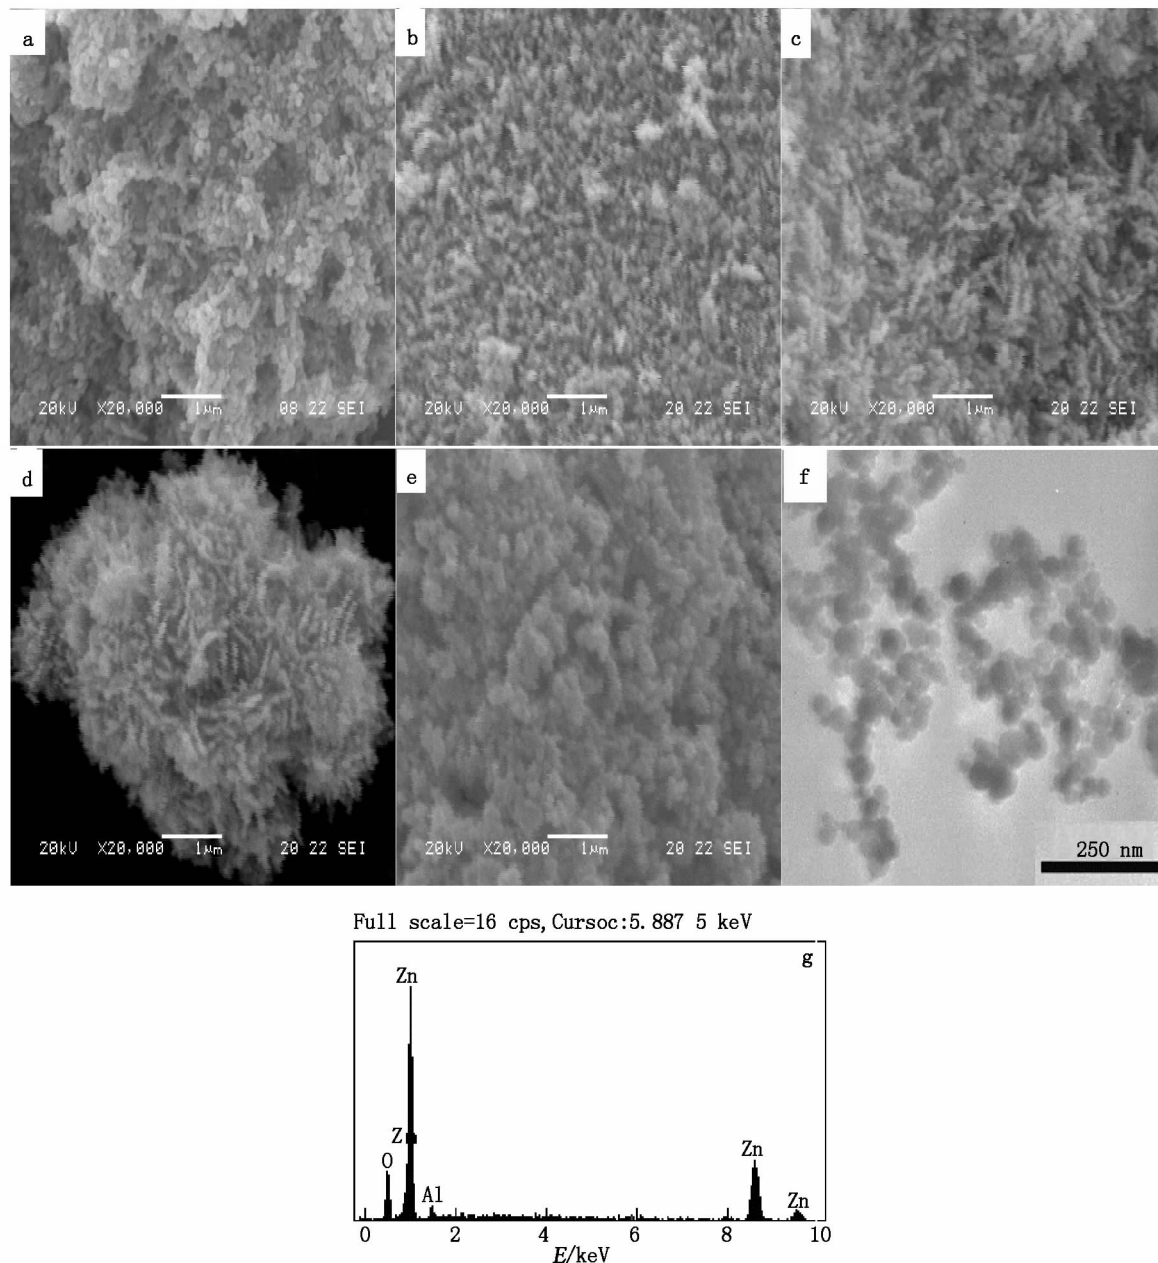 a
b
c
20kV X20,000 1μm 08 22 SEI
20kV X20,000 1μm 20 22 SEI
20kV X20,000 1μm 20 22 SEI
d
e
f
20kV X20,000 1μm 20 22 SEI
20kV X20,000 1μm 20 22 SEI
250 nm
Full scale=16 cps, Cursoc:5.887 5 keV
g
Zn
Z
O
Al
Zn
Zn
0 2 4 6 8 10
E/keV